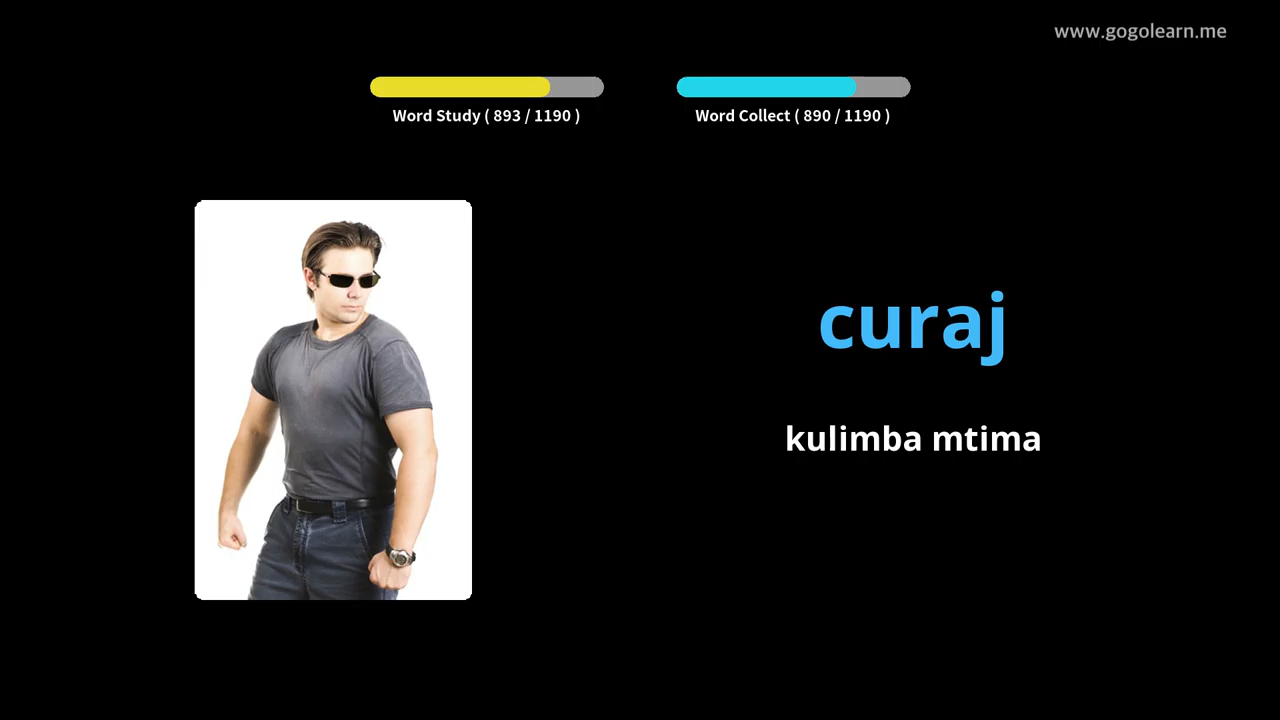 www.gogolearn.me
Word Study ( 893 / 1190 )
Word Collect ( 890 / 1190 )
curaj
kulimba mtima